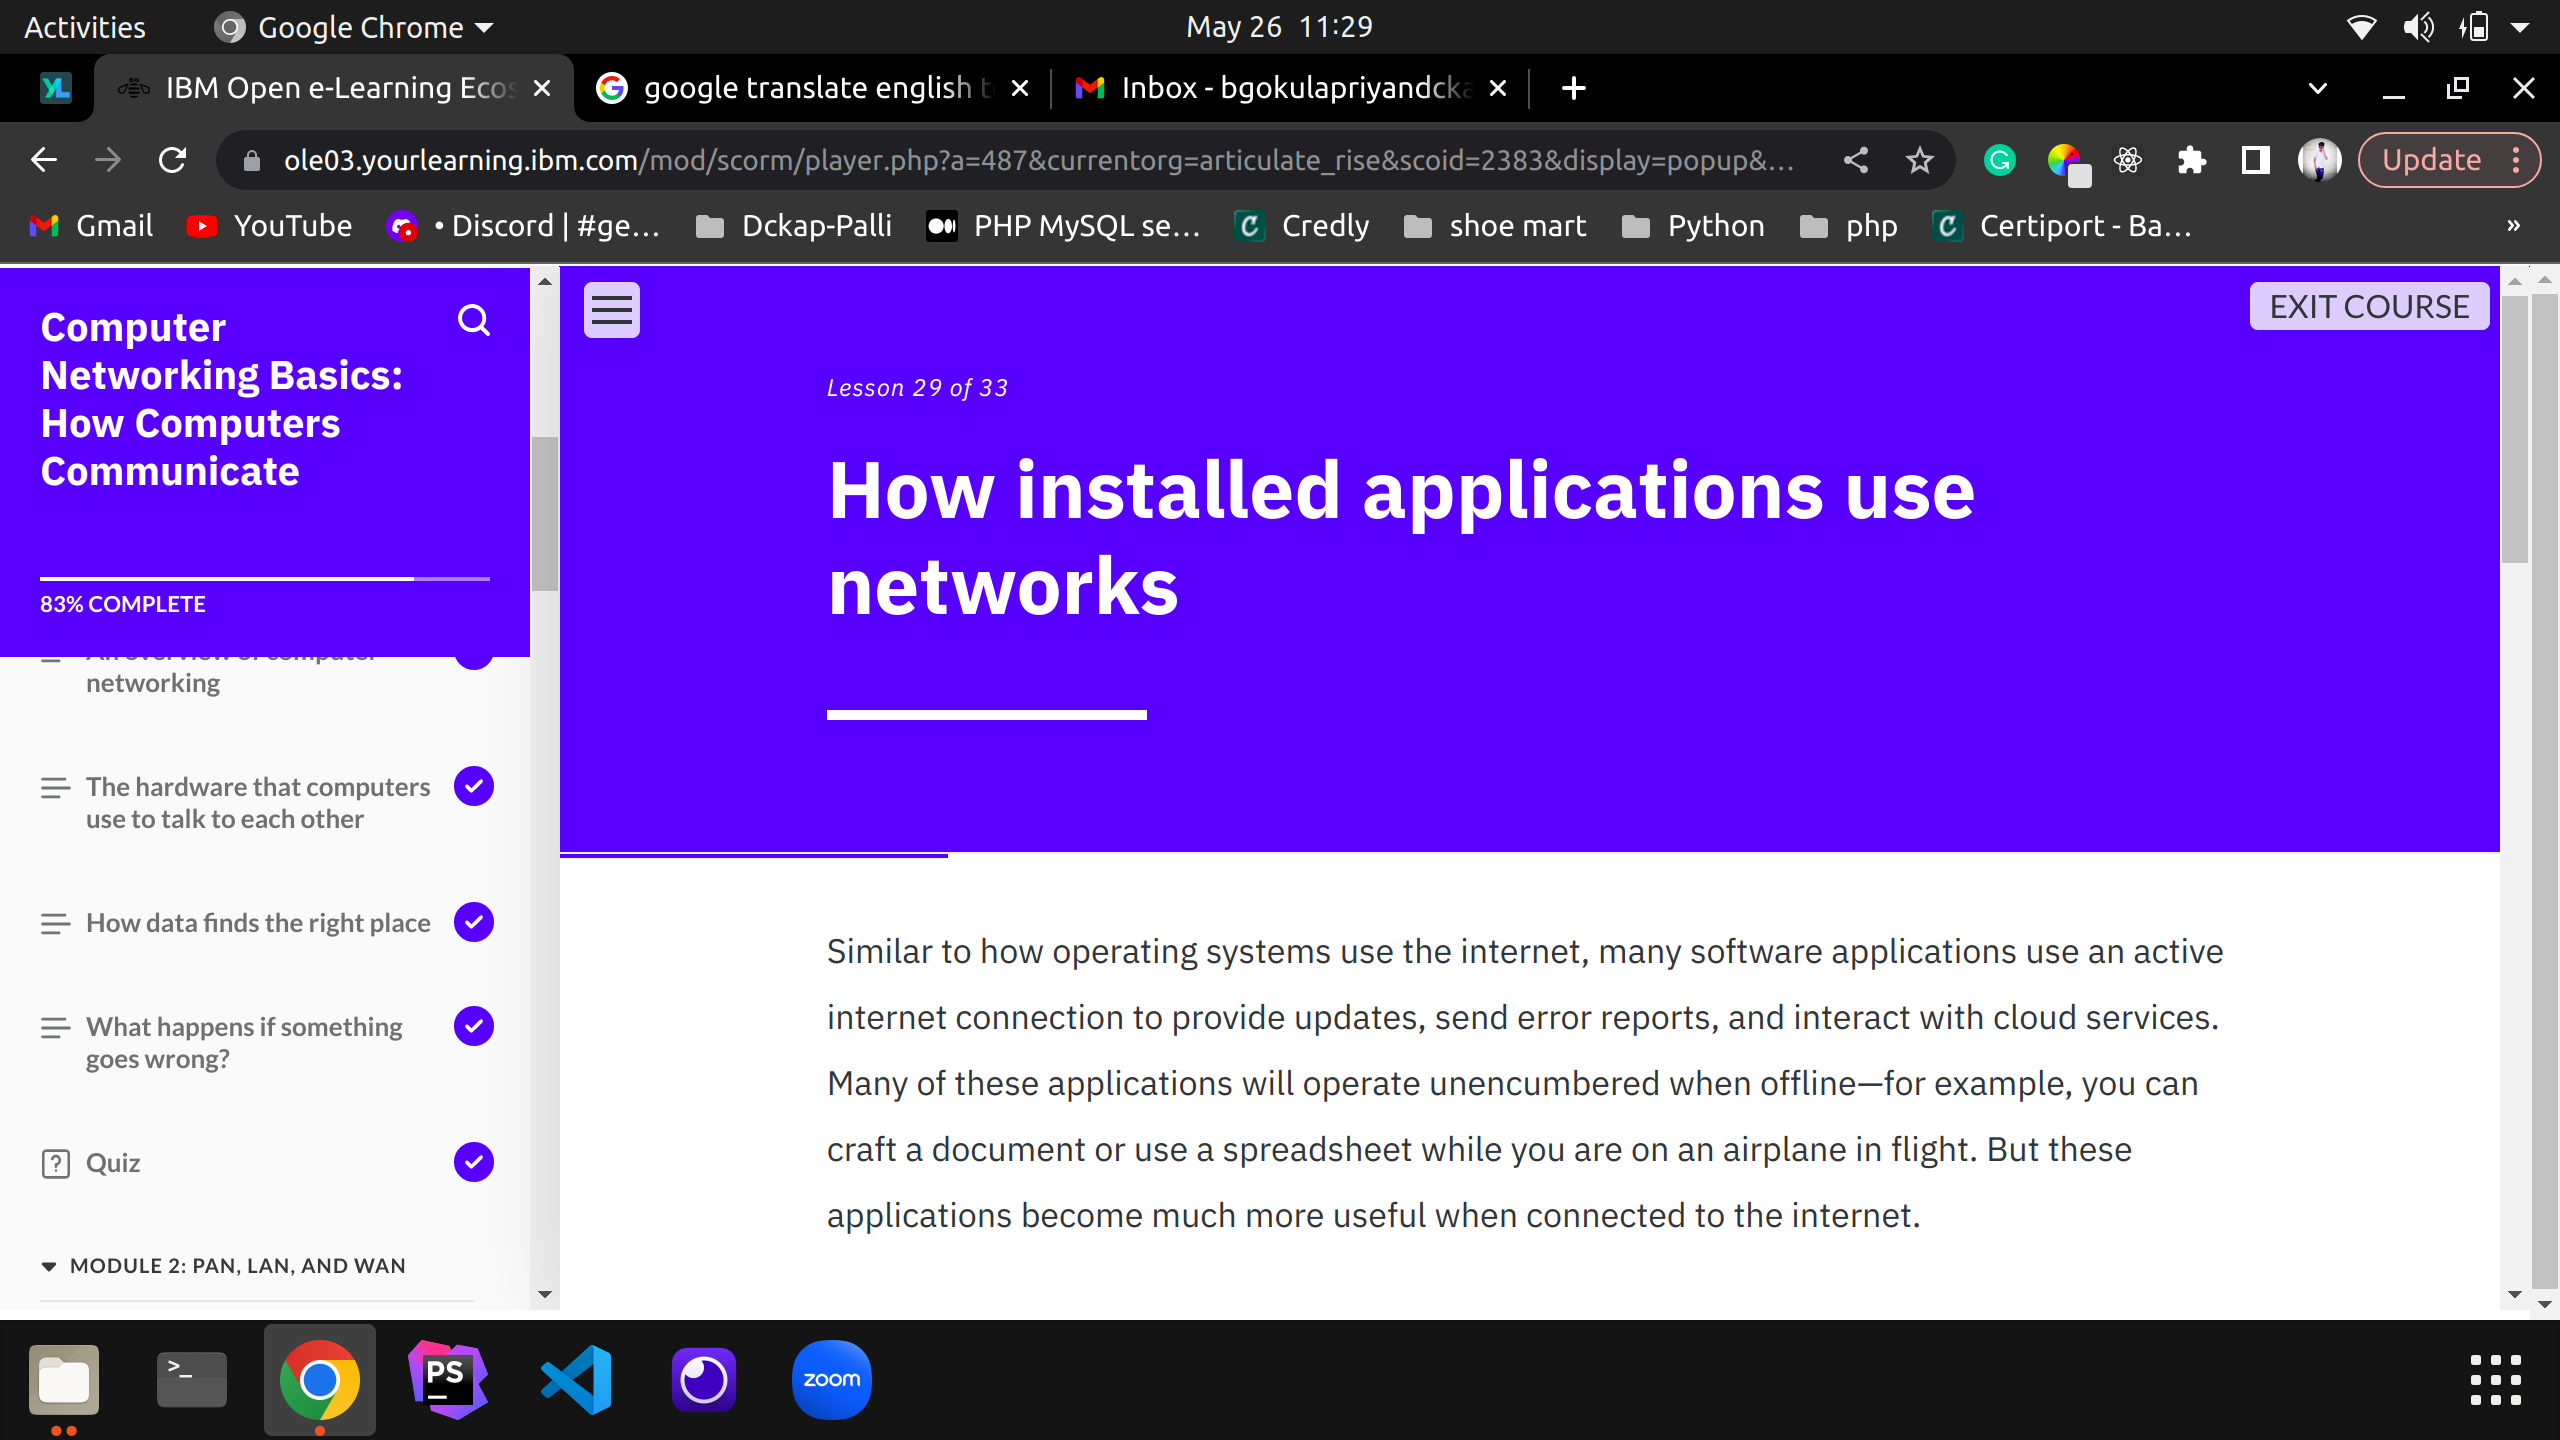 Activities
Google Chrome
May 26 11:29
YL
IBM Open e-Learning Ecos
google translate english t
Inbox - bgokulapriyandcka
ole03.yourlearning.ibm.com/mod/scorm/player.php?a=487&currentorg=articulate_rise&scoid=2383&display=popup&…
Update
Gmail
YouTube
• Discord | #ge…
Dckap-Palli
PHP MySQL se…
Credly
shoe mart
Python
php
Certiport - Ba…
»
Computer
Networking Basics:
How Computers
Communicate
83% COMPLETE
An overview of computer
networking
The hardware that computers
use to talk to each other
How data finds the right place
What happens if something
goes wrong?
Quiz
MODULE 2: PAN, LAN, AND WAN
EXIT COURSE
Lesson 29 of 33
How installed applications use
networks
Similar to how operating systems use the internet, many software applications use an active
internet connection to provide updates, send error reports, and interact with cloud services.
Many of these applications will operate unencumbered when offline—for example, you can
craft a document or use a spreadsheet while you are on an airplane in flight. But these
applications become much more useful when connected to the internet.
>_
PS
zoom